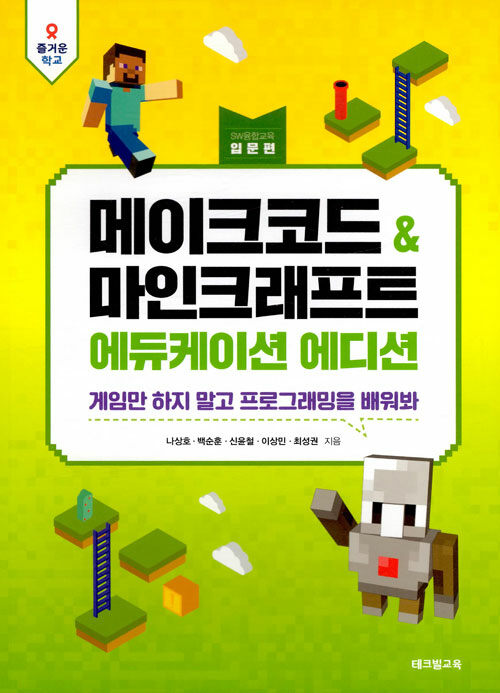 즐거운
학교
SW융합교육
입문편
메이크코드 &
마인크래프트
에듀케이션 에디션
게임만 하지 말고 프로그래밍을 배워봐
나상호 · 백순훈 · 신윤철 · 이상민 · 최성권 지음
테크빌교육